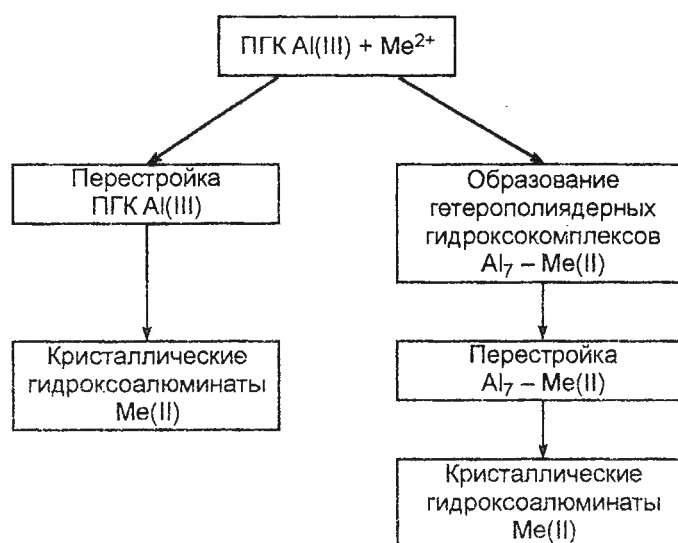 ПГК Al(III) + Me²⁺
Перестройка
ПГК Al(III)
Кристаллические
гидроксоалюминаты
Me(II)
Образование
гетерополиядерных
гидроксокомплексов
Al₇ – Me(II)
Перестройка
Al₇ – Me(II)
Кристаллические
гидроксоалюминаты
Me(II)